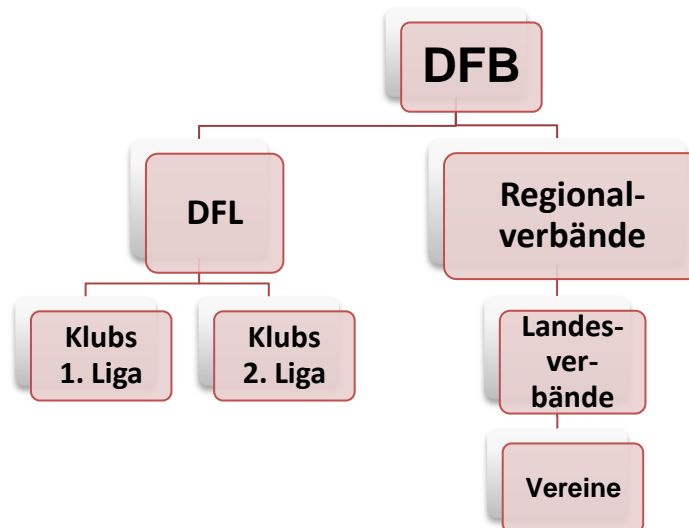 DFB
DFL
Regional-
verbände
Klubs
1. Liga
Klubs
2. Liga
Landes-
ver-
bände
Vereine